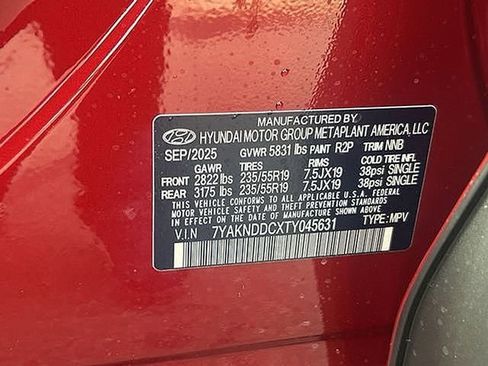 MANUFACTURED BY
HYUNDAI MOTOR GROUP METAPLANT AMERICA, LLC
SEP/2025 GVWR 5831 lbs PAINT R2P TRIM NNB
GAWR TIRES RIMS COLD TIRE INFL
FRONT 2822 lbs 235/55R19 7.5JX19 38psi SINGLE
REAR 3175 lbs 235/55R19 7.5JX19 38psi SINGLE
THIS VEHICLE CONFORMS TO ALL APPLICABLE U.S.A. FEDERAL
MOTOR VEHICLE SAFETY AND BUMPER STANDARDS
IN EFFECT ON THE DATE OF MANUFACTURE SHOWN ABOVE.
V.I.N 7YAKNDDCXTY045631 TYPE: MPV